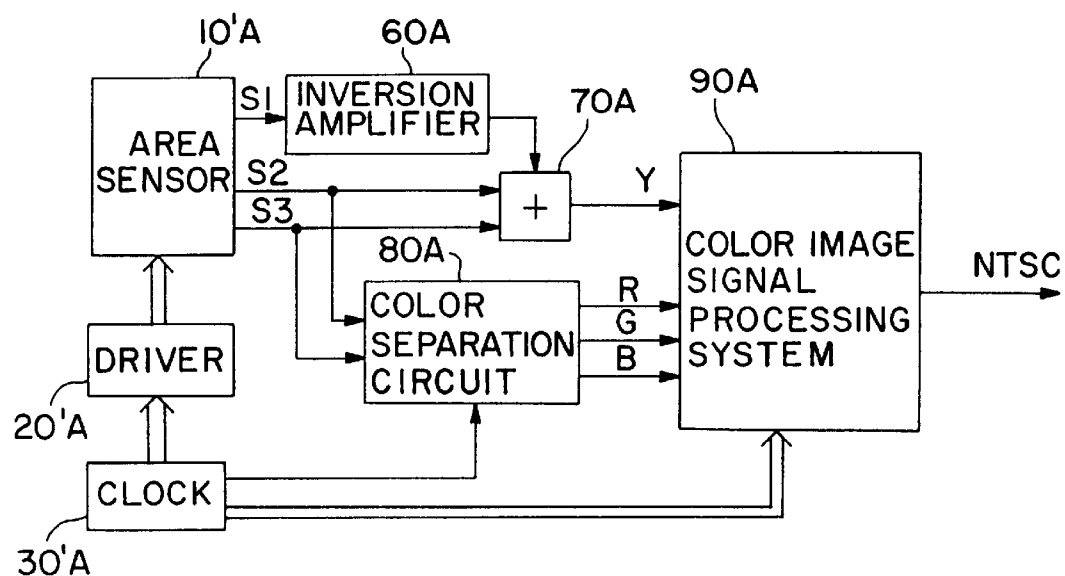 10'A
60A
70A
90A
AREA
SENSOR
S1
S2
S3
INVERSION
AMPLIFIER
+
Y
80A
COLOR
SEPARATION
CIRCUIT
R
G
B
COLOR IMAGE
SIGNAL
PROCESSING
SYSTEM
NTSC
DRIVER
20'A
CLOCK
30'A